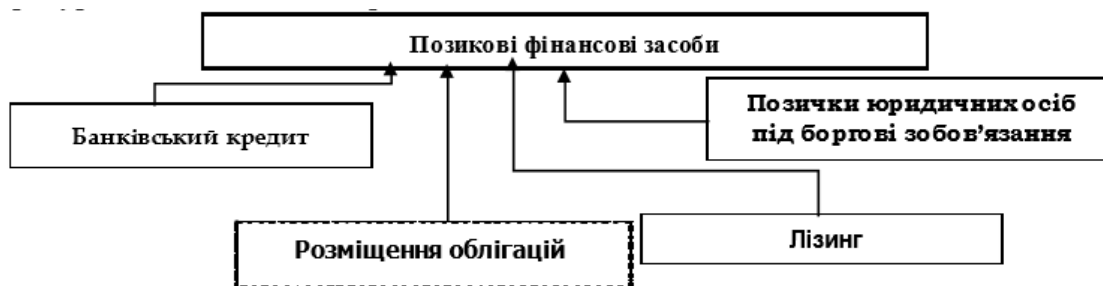 Позикові фінансові засоби
Банківський кредит
Позички юридичних осіб
під боргові зобов’язання
Розміщення облігацій
Лізинг